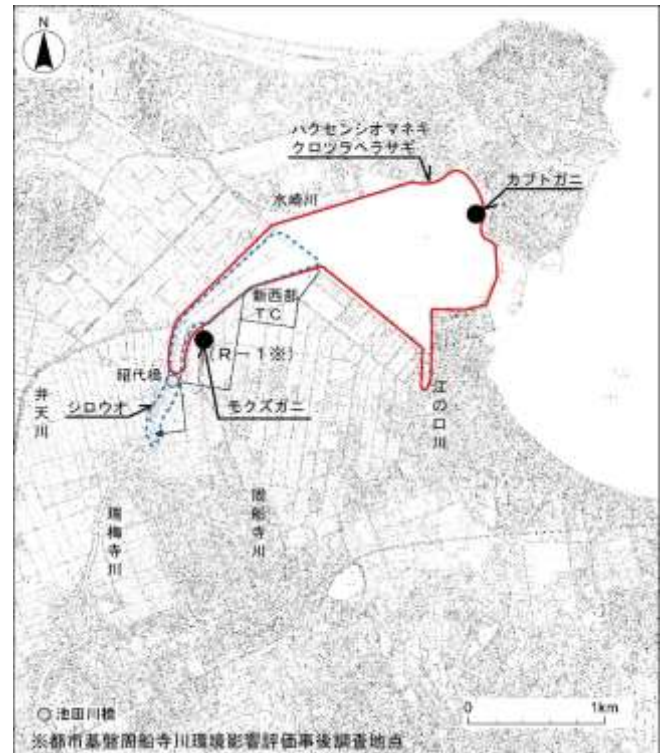 N
ハクセンシオマネキ
クロツラヘラサギ
カブトガニ
水崎川
新西部
TC
(R-1※)
昭代橋
シロウオ
モクズガニ
井天川
江の口川
瑞梅寺川
周船寺川
池田川橋
0 1km
※都市基盤周船寺川環境影響評価事後調査地点